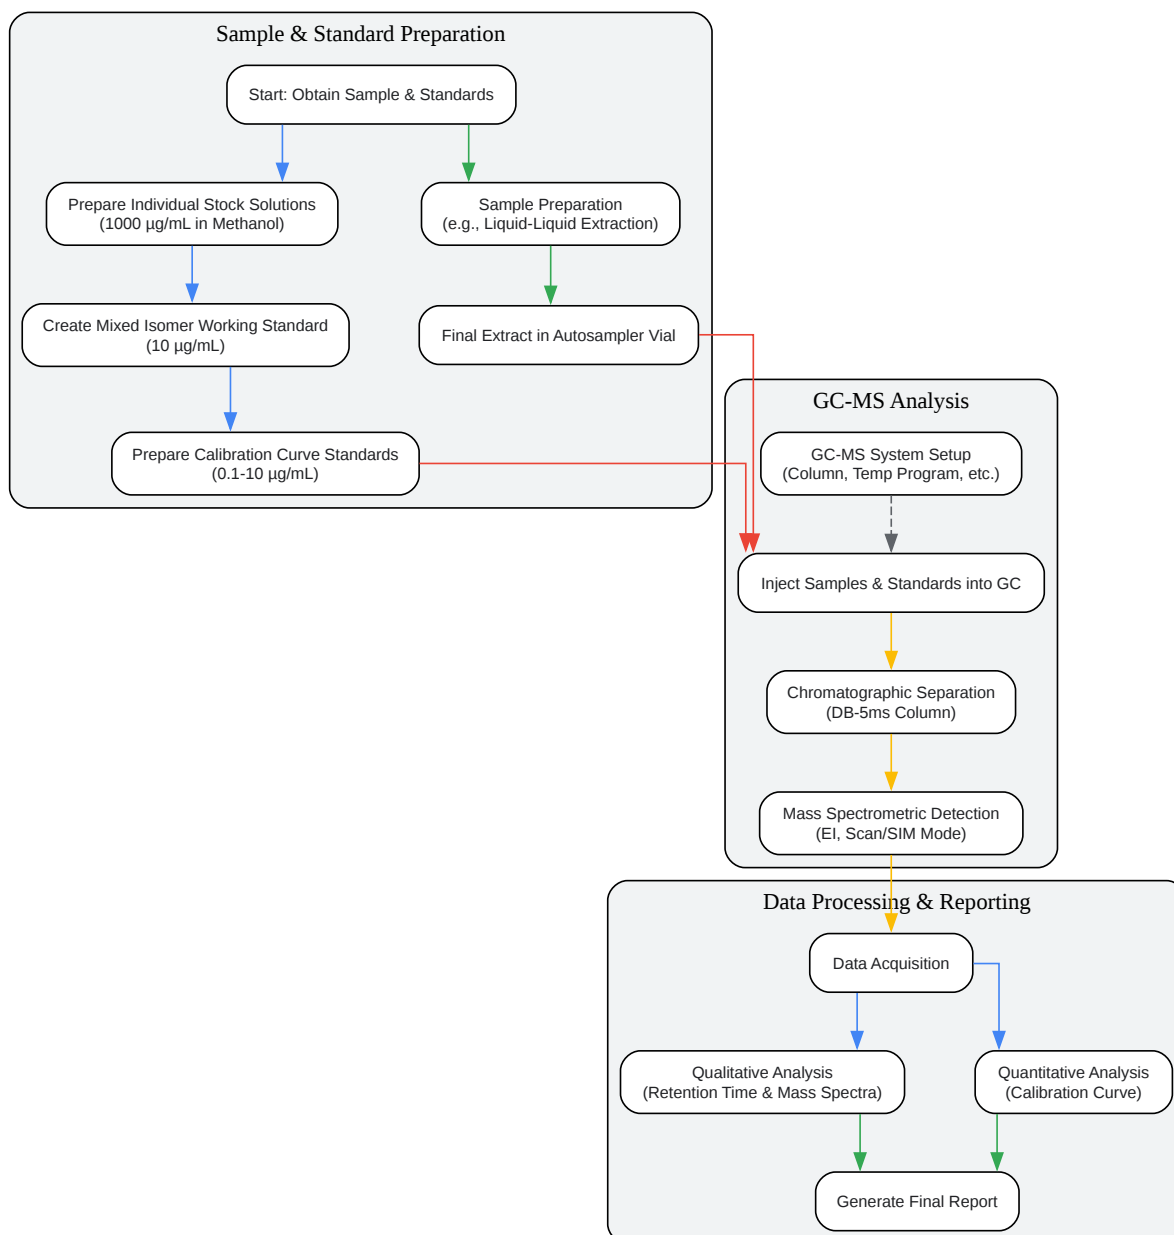 Sample & Standard Preparation
Start: Obtain Sample & Standards
Prepare Individual Stock Solutions
(1000 µg/mL in Methanol)
Sample Preparation
(e.g., Liquid-Liquid Extraction)
Create Mixed Isomer Working Standard
(10 µg/mL)
Final Extract in Autosampler Vial
Prepare Calibration Curve Standards
(0.1-10 µg/mL)
GC-MS Analysis
GC-MS System Setup
(Column, Temp Program, etc.)
Inject Samples & Standards into GC
Chromatographic Separation
(DB-5ms Column)
Mass Spectrometric Detection
(EI, Scan/SIM Mode)
Data Processing & Reporting
Data Acquisition
Qualitative Analysis
(Retention Time & Mass Spectra)
Quantitative Analysis
(Calibration Curve)
Generate Final Report